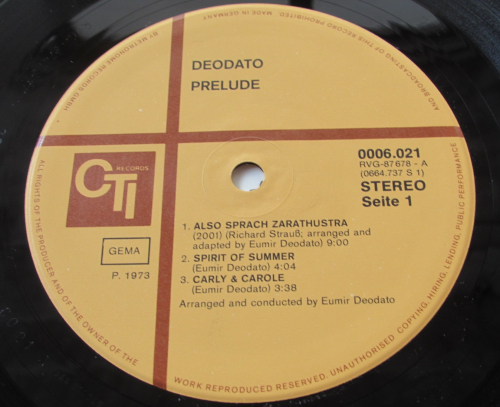 DEODATO
PRELUDE
CTI
RECORDS
GEMA
P. 1973
0006.021
RVG-87678 - A
(0664.737 S 1)
STEREO
Seite 1
1. ALSO SPRACH ZARATHUSTRA
(2001) (Richard Strauß; arranged and
adapted by Eumir Deodato) 9:00
2. SPIRIT OF SUMMER
(Eumir Deodato) 4:04
3. CARLY & CAROLE
(Eumir Deodato) 3:38
Arranged and conducted by Eumir Deodato
ALL RIGHTS OF THE PRODUCER AND OF THE OWNER OF THE WORK REPRODUCED RESERVED. UNAUTHORISED COPYING, HIRING, LENDING, PUBLIC PERFORMANCE AND BROADCASTING OF THIS RECORD PROHIBITED. MADE IN GERMANY BY METRONOME RECORDS GMBH